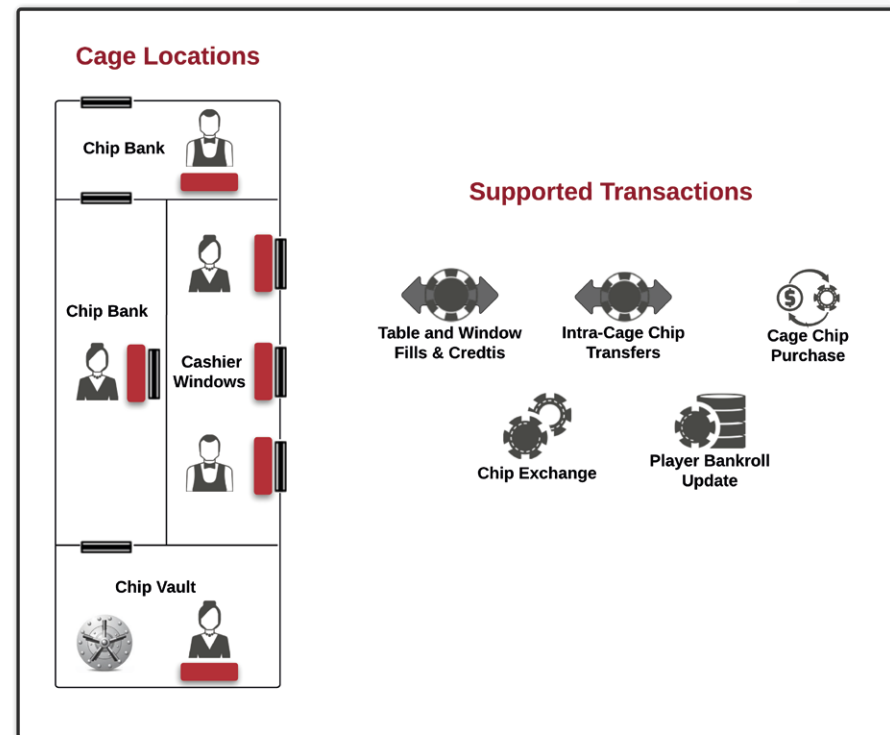 Cage Locations
Chip Bank
Chip Bank
Cashier
Windows
Chip Vault
Supported Transactions
Table and Window
Fills & Credtis
Intra-Cage Chip
Transfers
Cage Chip
Purchase
Chip Exchange
Player Bankroll
Update
$